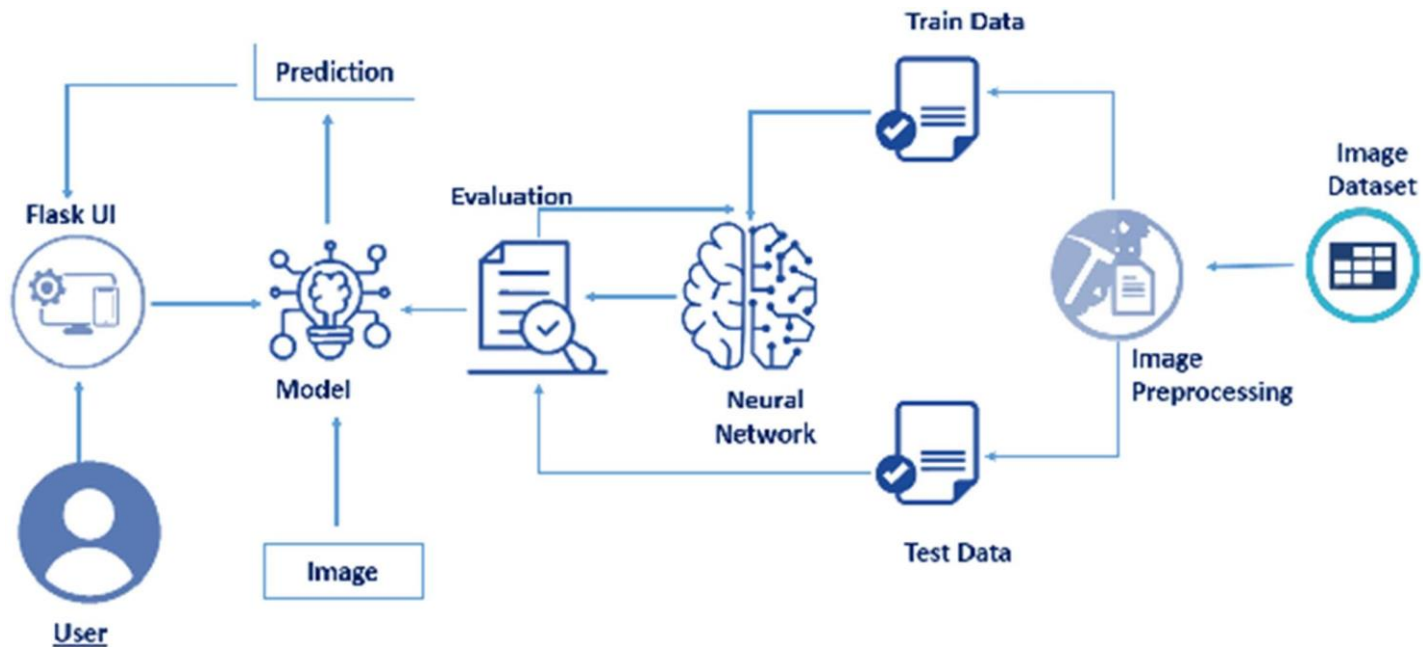 Train Data
Prediction
Image
Dataset
Evaluation
Flask UI
Image
Preprocessing
Model
Neural
Network
Test Data
Image
User